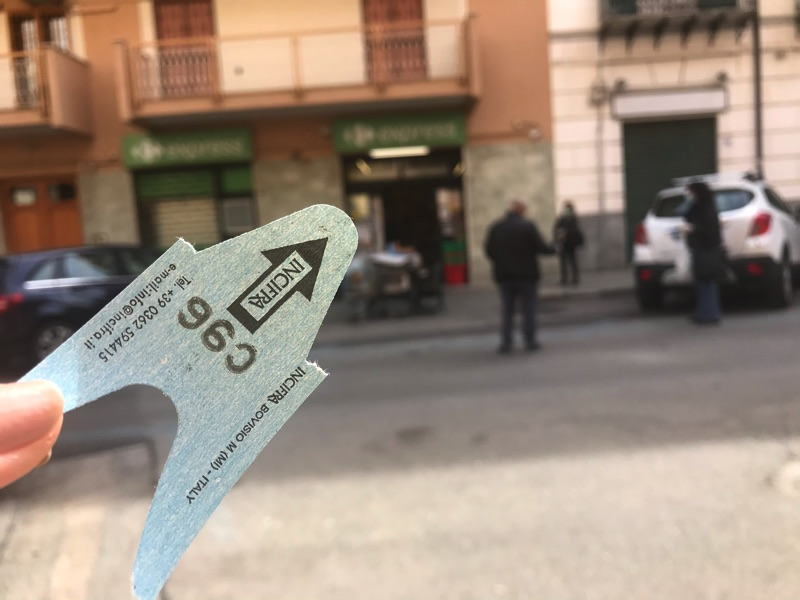 express
express
INCIFRA
C96
e-mail:info@incifra.it
Tel. +39 0362 594415
INCIFRA BOVISIO M (MI) - ITALY